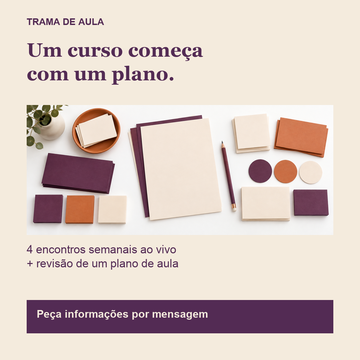 TRAMA DE AULA
Um curso começa
com um plano.
4 encontros semanais ao vivo
+ revisão de um plano de aula
Peça informações por mensagem